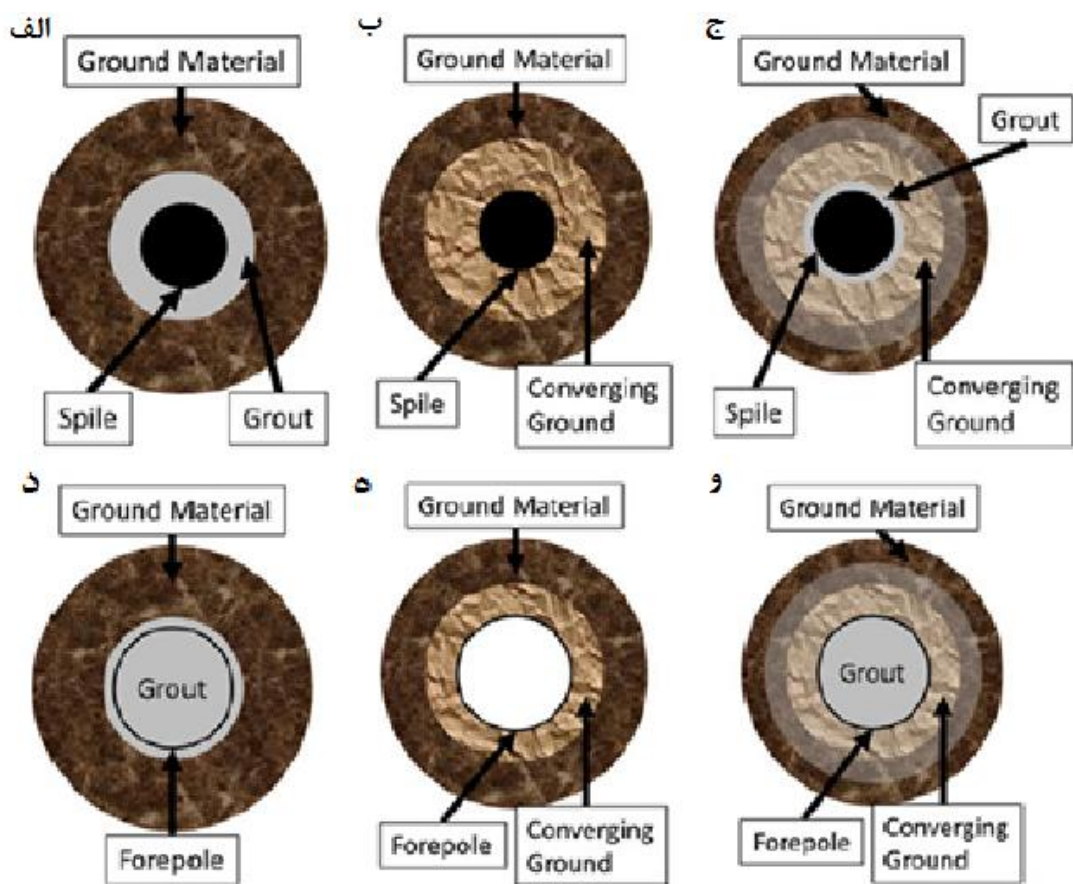 الف
Ground Material
Spile
Grout
ب
Ground Material
Spile
Converging
Ground
ج
Ground Material
Grout
Spile
Converging
Ground
د
Ground Material
Grout
Forepole
ه
Ground Material
Forepole
Converging
Ground
و
Ground Material
Grout
Forepole
Converging
Ground